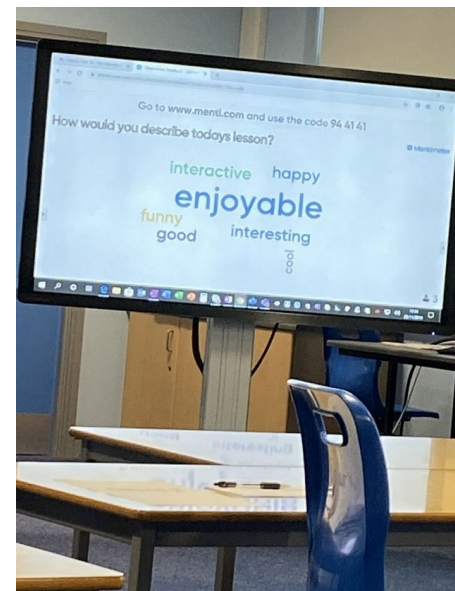 Go to www.menti.com and use the code 94 41 41
How would you describe todays lesson?
Mentimeter
interactive happy
enjoyable
funny
good interesting
cool
3